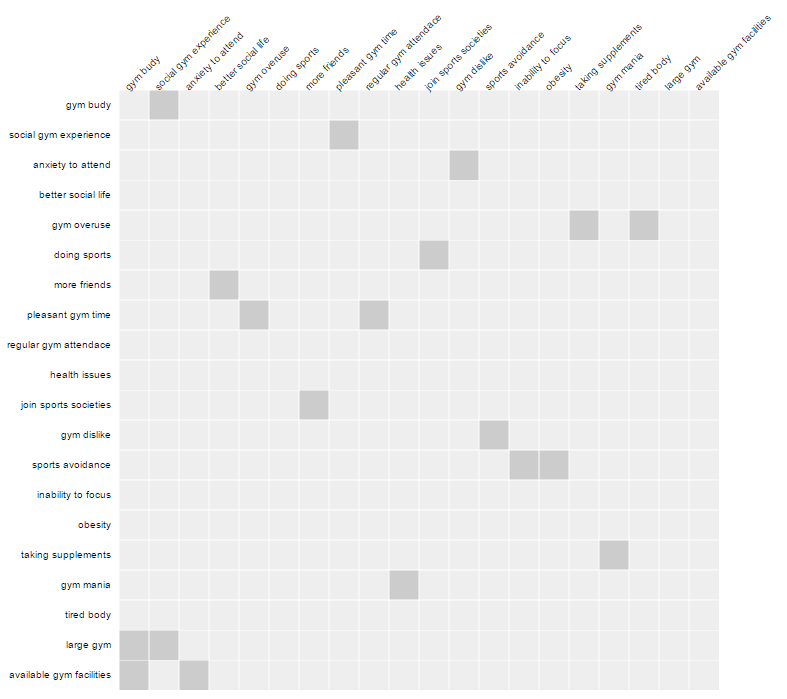 gym budy
social gym experience
anxiety to attend
better social life
gym overuse
doing sports
more friends
pleasant gym time
regular gym attendace
health issues
join sports societies
gym dislike
sports avoidance
inability to focus
obesity
taking supplements
gym mania
tired body
large gym
available gym facilities
gym budy
social gym experience
anxiety to attend
better social life
gym overuse
doing sports
more friends
pleasant gym time
regular gym attendace
health issues
join sports societies
gym dislike
sports avoidance
inability to focus
obesity
taking supplements
gym mania
tired body
large gym
available gym facilities